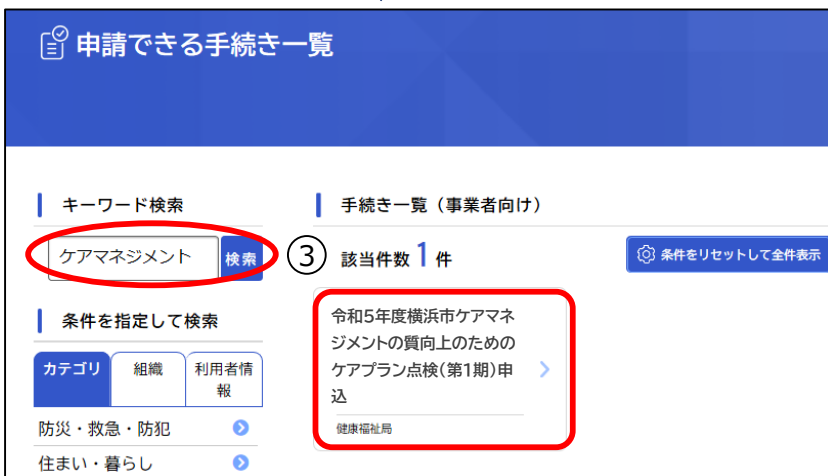 申請できる手続き一覧
キーワード検索
ケアマネジメント
検索
条件を指定して検索
カテゴリ
組織
利用者情
報
防災・救急・防犯
住まい・暮らし
手続き一覧（事業者向け）
③
該当件数 1 件
条件をリセットして全件表示
令和5年度横浜市ケアマネ
ジメントの質向上のための
ケアプラン点検(第1期)申
込
健康福祉局